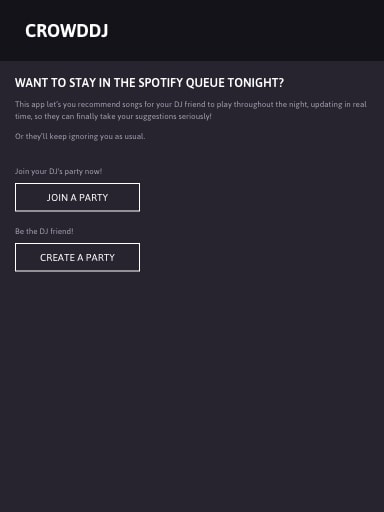 CROWDDJ
WANT TO STAY IN THE SPOTIFY QUEUE TONIGHT?
This app let's you recommend songs for your DJ friend to play throughout the night, updating in real
time, so they can finally take your suggestions seriously!
Or they'll keep ignoring you as usual.
Join your DJ's party now!
JOIN A PARTY
Be the DJ friend!
CREATE A PARTY